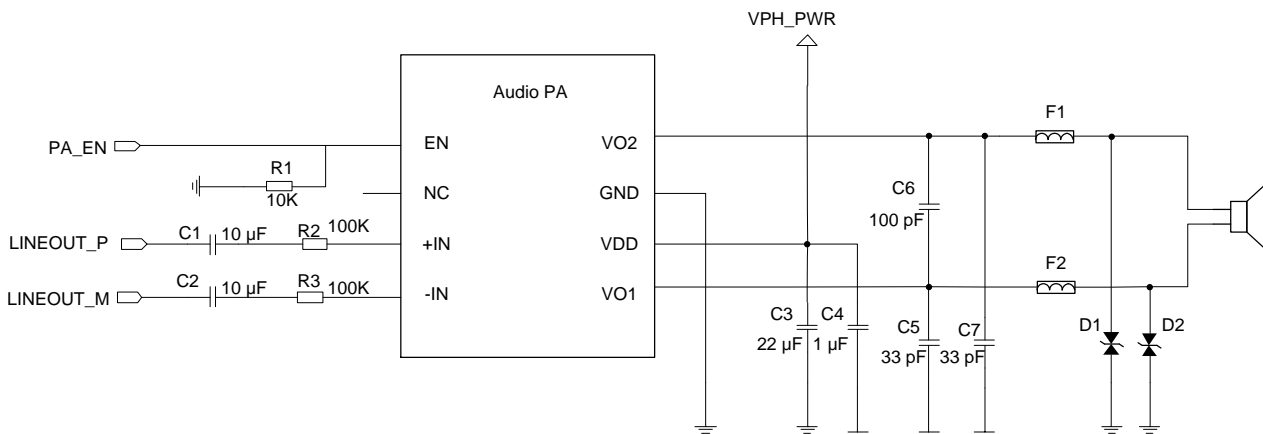 VPH_PWR
Audio PA
F1
PA_EN
EN
VO2
R1
10K
NC
GND
C6
100 pF
LINEOUT_P
C1
10 µF
R2
100K
+IN
VDD
LINEOUT_M
C2
10 µF
R3
100K
-IN
VO1
F2
C3
22 µF
C4
1 µF
C5
33 pF
C7
33 pF
D1
D2